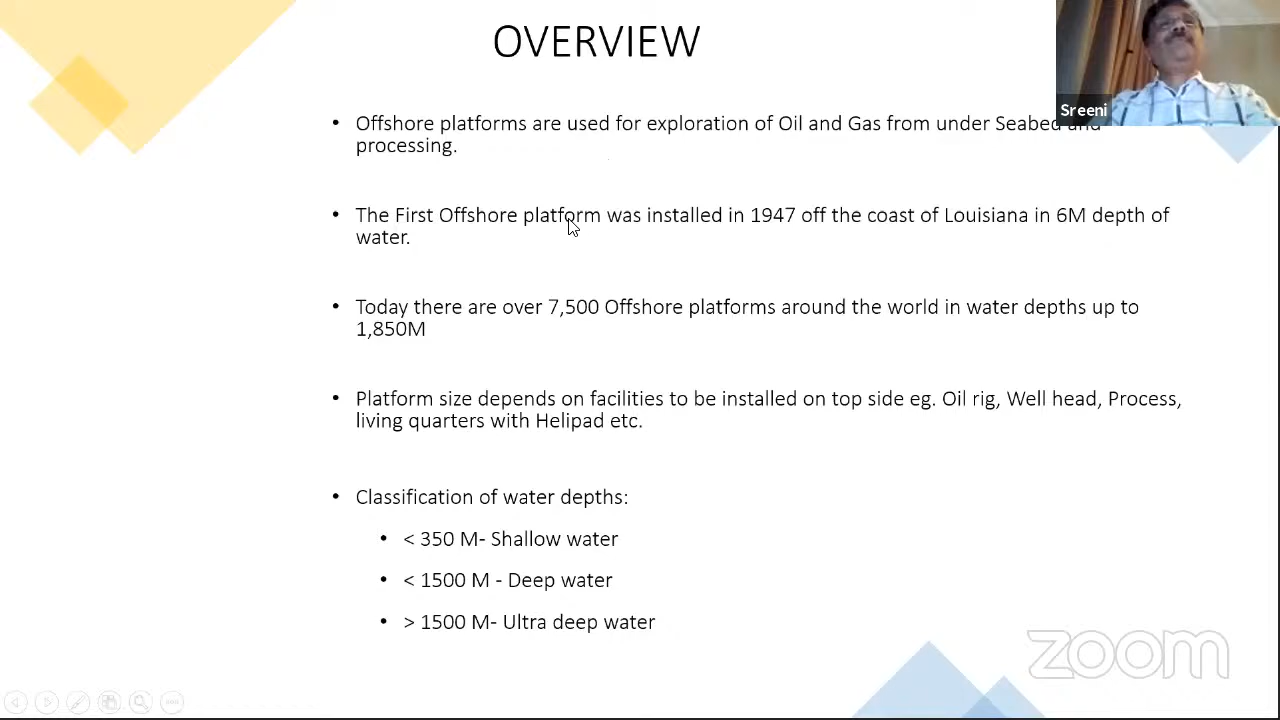 OVERVIEW
Sreeni
• Offshore platforms are used for exploration of Oil and Gas from under Seabed and
processing.
• The First Offshore platform was installed in 1947 off the coast of Louisiana in 6M depth of
water.
• Today there are over 7,500 Offshore platforms around the world in water depths up to
1,850M
• Platform size depends on facilities to be installed on top side eg. Oil rig, Well head, Process,
living quarters with Helipad etc.
• Classification of water depths:
• < 350 M- Shallow water
• < 1500 M - Deep water
• > 1500 M- Ultra deep water
zoom